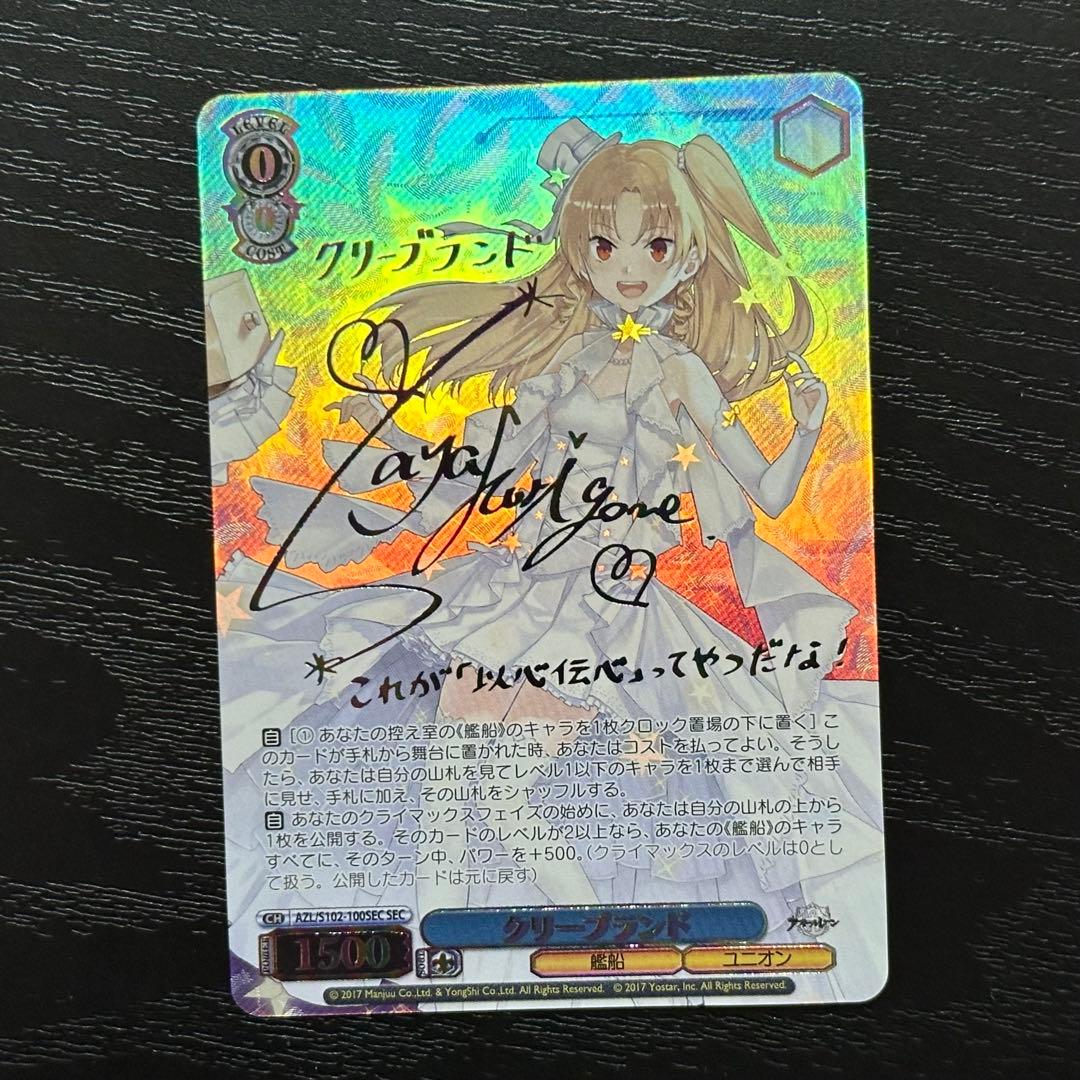 LEVEL
0
0
COST
クリーブランド
Saya Horigome
これが「以心伝心」ってやつだな!
自 [① あなたの控え室の《艦船》のキャラを1枚クロック置場の下に置く] こ
のカードが手札から舞台に置かれた時、あなたはコストを払ってよい。そうし
たら、あなたは自分の山札を見てレベル1以下のキャラを1枚まで選んで相手
に見せ、手札に加え、その山札をシャッフルする。
自 あなたのクライマックスフェイズの始めに、あなたは自分の山札の上から
1枚を公開する。そのカードのレベルが2以上なら、あなたの《艦船》のキャラ
すべてに、そのターン中、パワーを+500。(クライマックスのレベルは0とし
て扱う。公開したカードは元に戻す)
CH AZL/S102-100SEC SEC
クリーブランド
アズールレーン
POWER 1500 SOUL
艦船 ユニオン
© 2017 Manjuu Co.,Ltd. & YongShi Co.,Ltd. All Rights Reserved. © 2017 Yostar, Inc. All Rights Reserved.